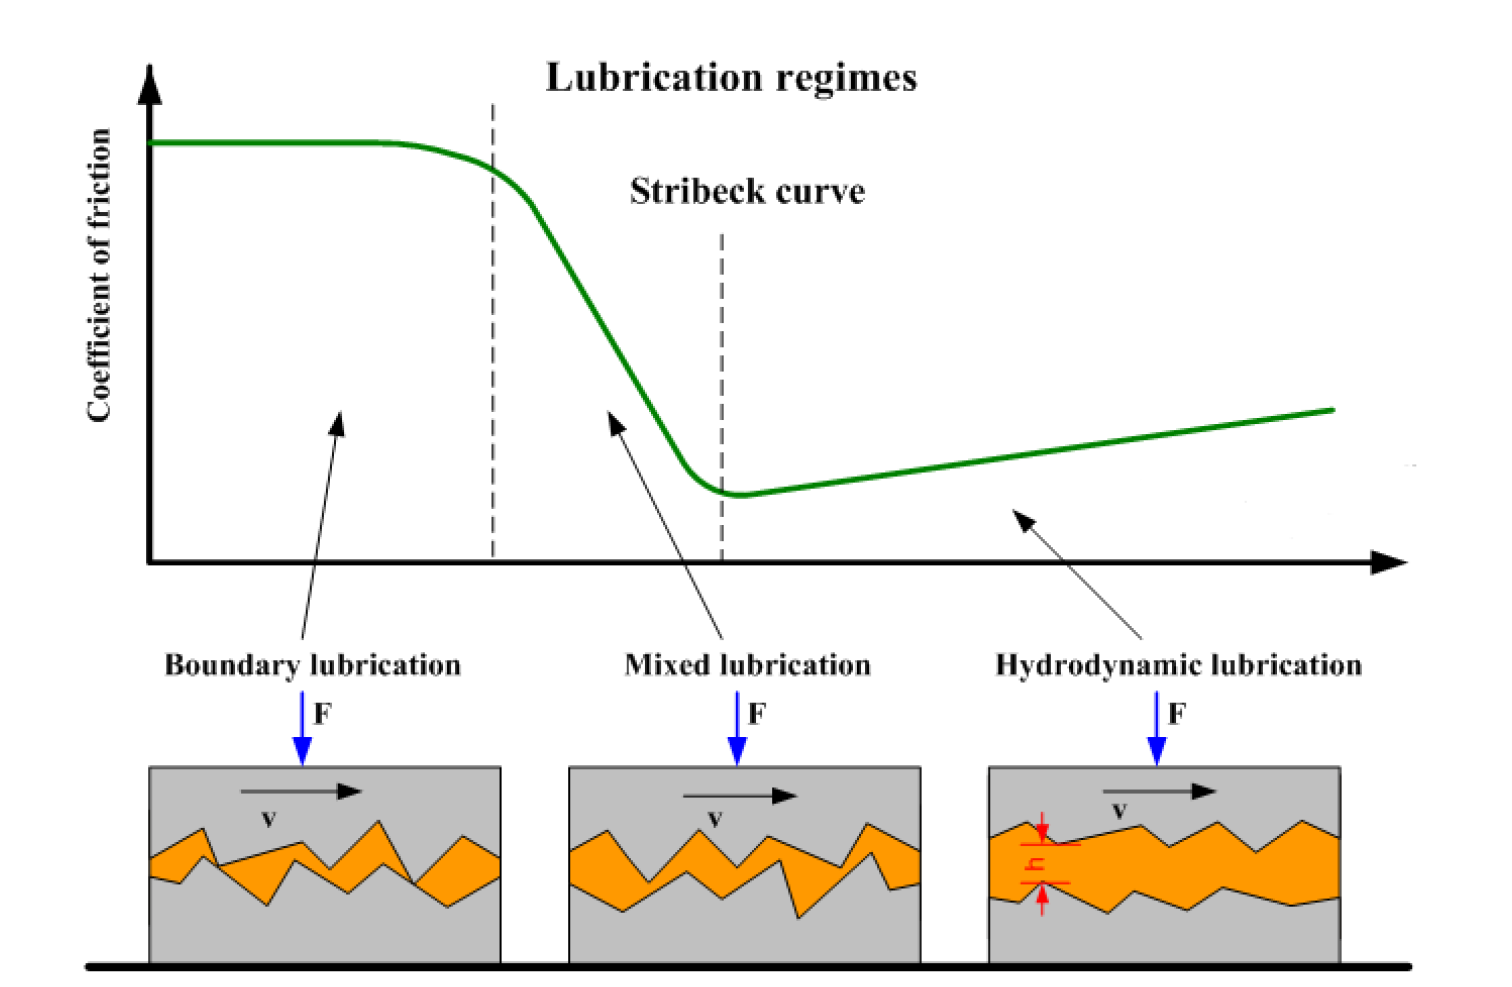 Lubrication regimes
Stribeck curve
Coefficient of friction
Boundary lubrication
Mixed lubrication
Hydrodynamic lubrication
F
F
F
v
v
v
h